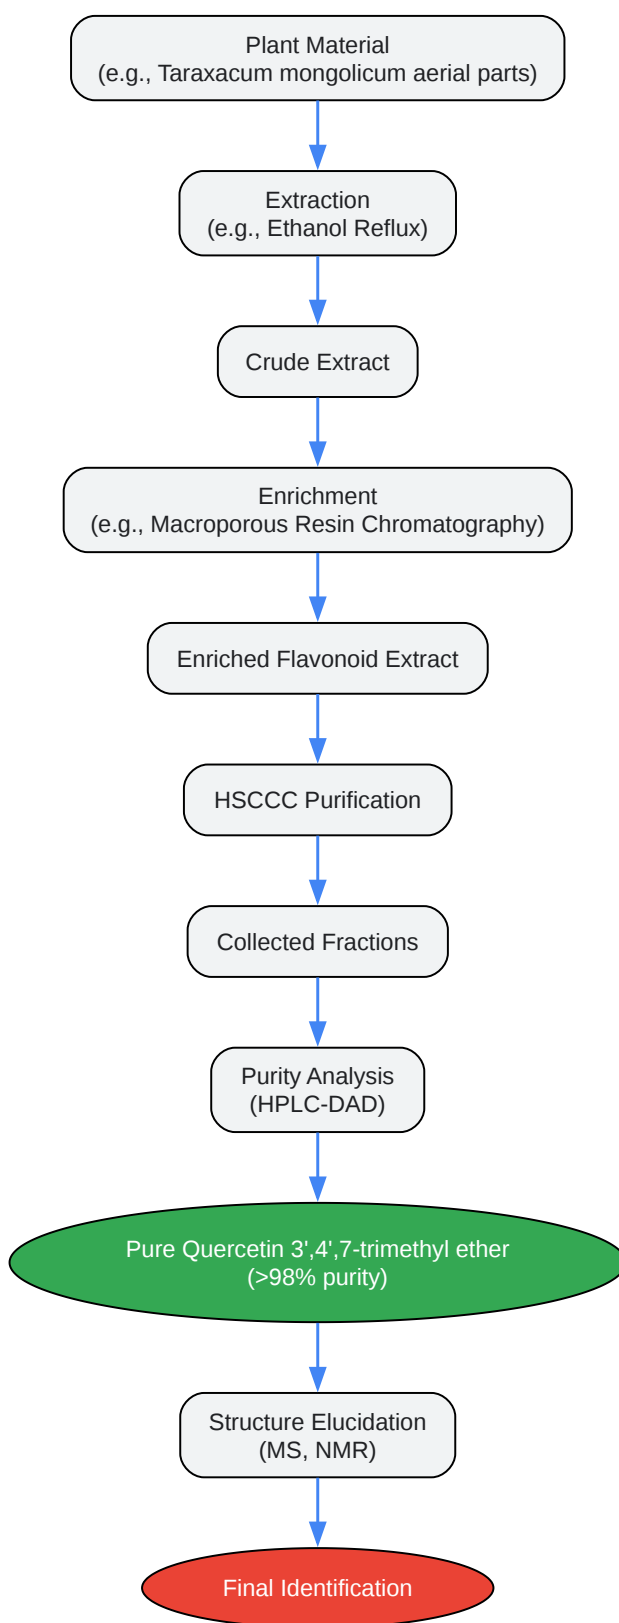 Plant Material
(e.g., Taraxacum mongolicum aerial parts)
Extraction
(e.g., Ethanol Reflux)
Crude Extract
Enrichment
(e.g., Macroporous Resin Chromatography)
Enriched Flavonoid Extract
HSCCC Purification
Collected Fractions
Purity Analysis
(HPLC-DAD)
Pure Quercetin 3',4',7-trimethyl ether
(>98% purity)
Structure Elucidation
(MS, NMR)
Final Identification